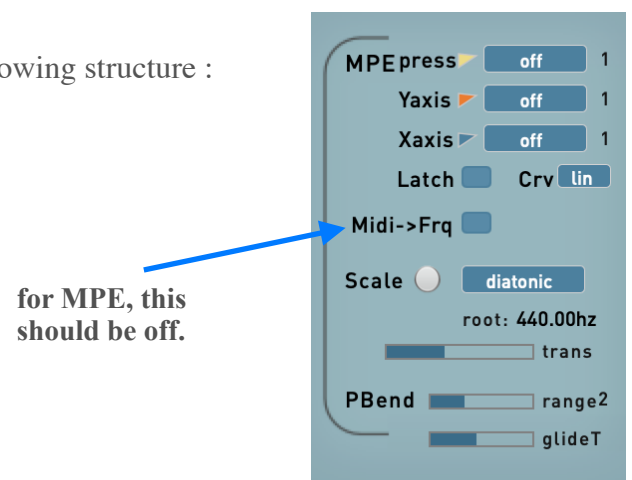 owing structure :
for MPE, this
should be off.
MPE press off 1
Yaxis off 1
Xaxis off 1
Latch Crv lin
Midi->Frq
Scale diatonic
root: 440.00hz
trans
PBend range2
glideT